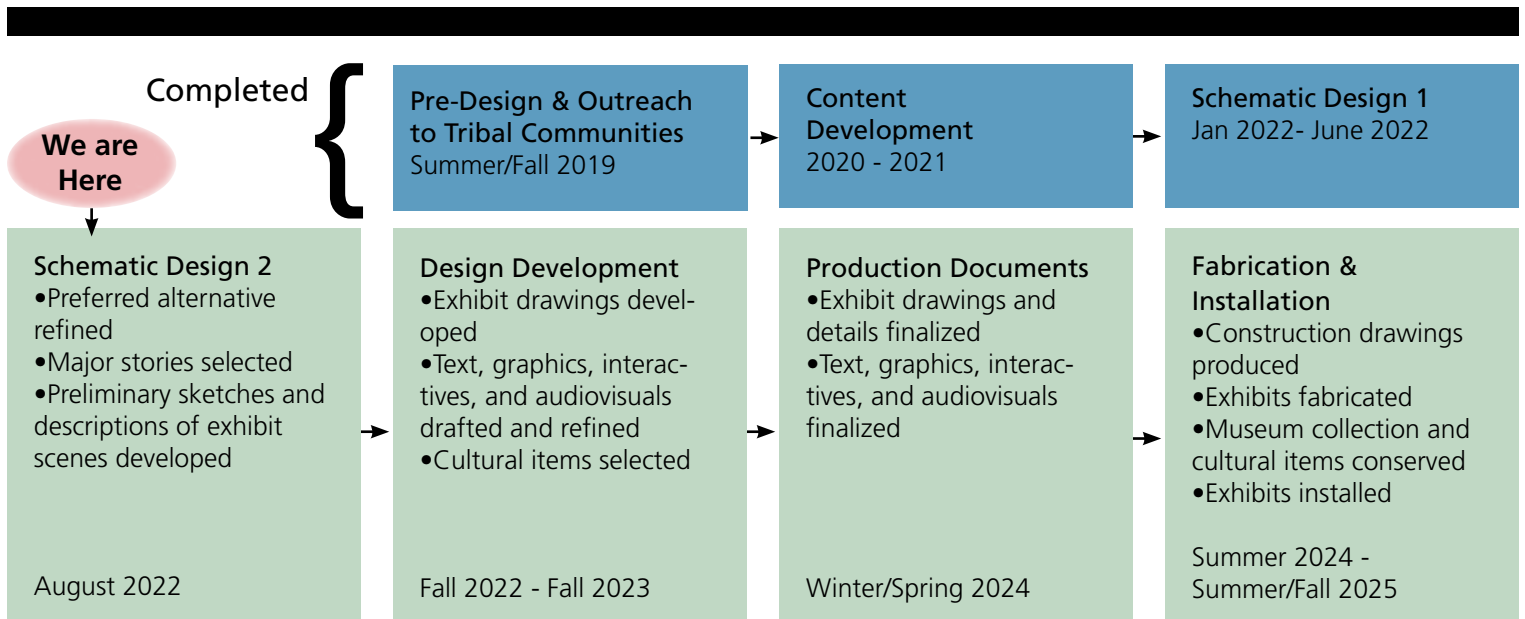 Completed
Pre-Design & Outreach
to Tribal Communities
Summer/Fall 2019
Content
Development
2020 - 2021
Schematic Design 1
Jan 2022- June 2022
We are
Here
Schematic Design 2
•Preferred alternative
refined
•Major stories selected
•Preliminary sketches and
descriptions of exhibit
scenes developed
August 2022
Design Development
•Exhibit drawings devel-
oped
•Text, graphics, interac-
tives, and audiovisuals
drafted and refined
•Cultural items selected
Fall 2022 - Fall 2023
Production Documents
•Exhibit drawings and
details finalized
•Text, graphics, interac-
tives, and audiovisuals
finalized
Winter/Spring 2024
Fabrication &
Installation
•Construction drawings
produced
•Exhibits fabricated
•Museum collection and
cultural items conserved
•Exhibits installed
Summer 2024 -
Summer/Fall 2025